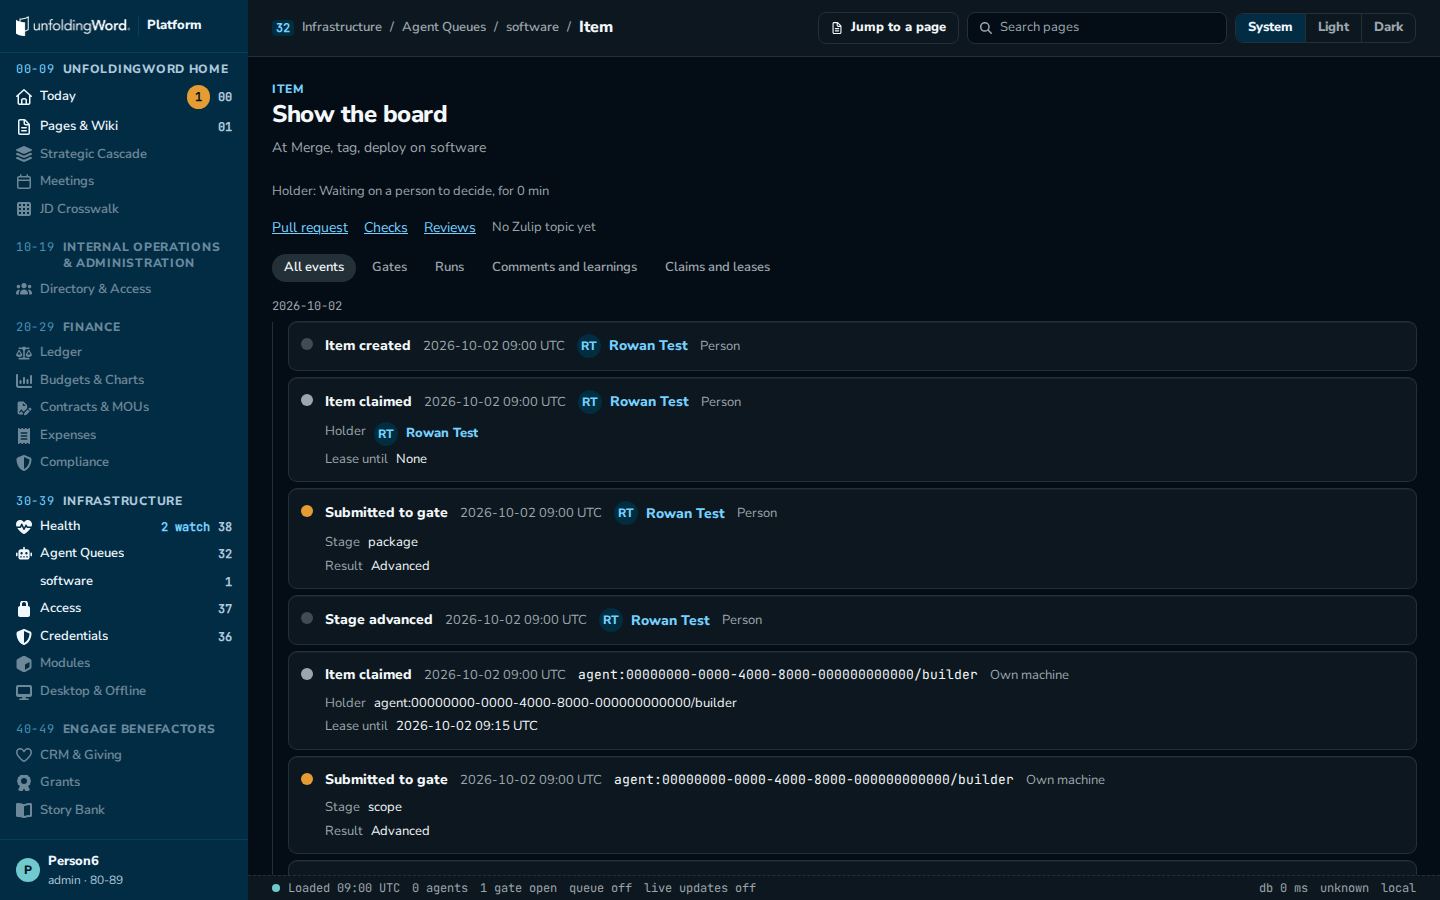 unfoldingWord Platform
00-09 UNFOLDINGWORD HOME
Today 1 00
Pages & Wiki 01
Strategic Cascade
Meetings
JD Crosswalk
10-19 INTERNAL OPERATIONS
& ADMINISTRATION
Directory & Access
20-29 FINANCE
Ledger
Budgets & Charts
Contracts & MOUs
Expenses
Compliance
30-39 INFRASTRUCTURE
Health 2 watch 38
Agent Queues 32
software 1
Access 37
Credentials 36
Modules
Desktop & Offline
40-49 ENGAGE BENEFACTORS
CRM & Giving
Grants
Story Bank
P Person6
admin · 80-89
32 Infrastructure / Agent Queues / software / Item
Jump to a page
Search pages
System Light Dark
ITEM
Show the board
At Merge, tag, deploy on software
Holder: Waiting on a person to decide, for 0 min
Pull request Checks Reviews No Zulip topic yet
All events Gates Runs Comments and learnings Claims and leases
2026-10-02
Item created 2026-10-02 09:00 UTC RT Rowan Test Person
Item claimed 2026-10-02 09:00 UTC RT Rowan Test Person
Holder RT Rowan Test
Lease until None
Submitted to gate 2026-10-02 09:00 UTC RT Rowan Test Person
Stage package
Result Advanced
Stage advanced 2026-10-02 09:00 UTC RT Rowan Test Person
Item claimed 2026-10-02 09:00 UTC agent:00000000-0000-4000-8000-000000000000/builder Own machine
Holder agent:00000000-0000-4000-8000-000000000000/builder
Lease until 2026-10-02 09:15 UTC
Submitted to gate 2026-10-02 09:00 UTC agent:00000000-0000-4000-8000-000000000000/builder Own machine
Stage scope
Result Advanced
Loaded 09:00 UTC 0 agents 1 gate open queue off live updates off
db 0 ms unknown local